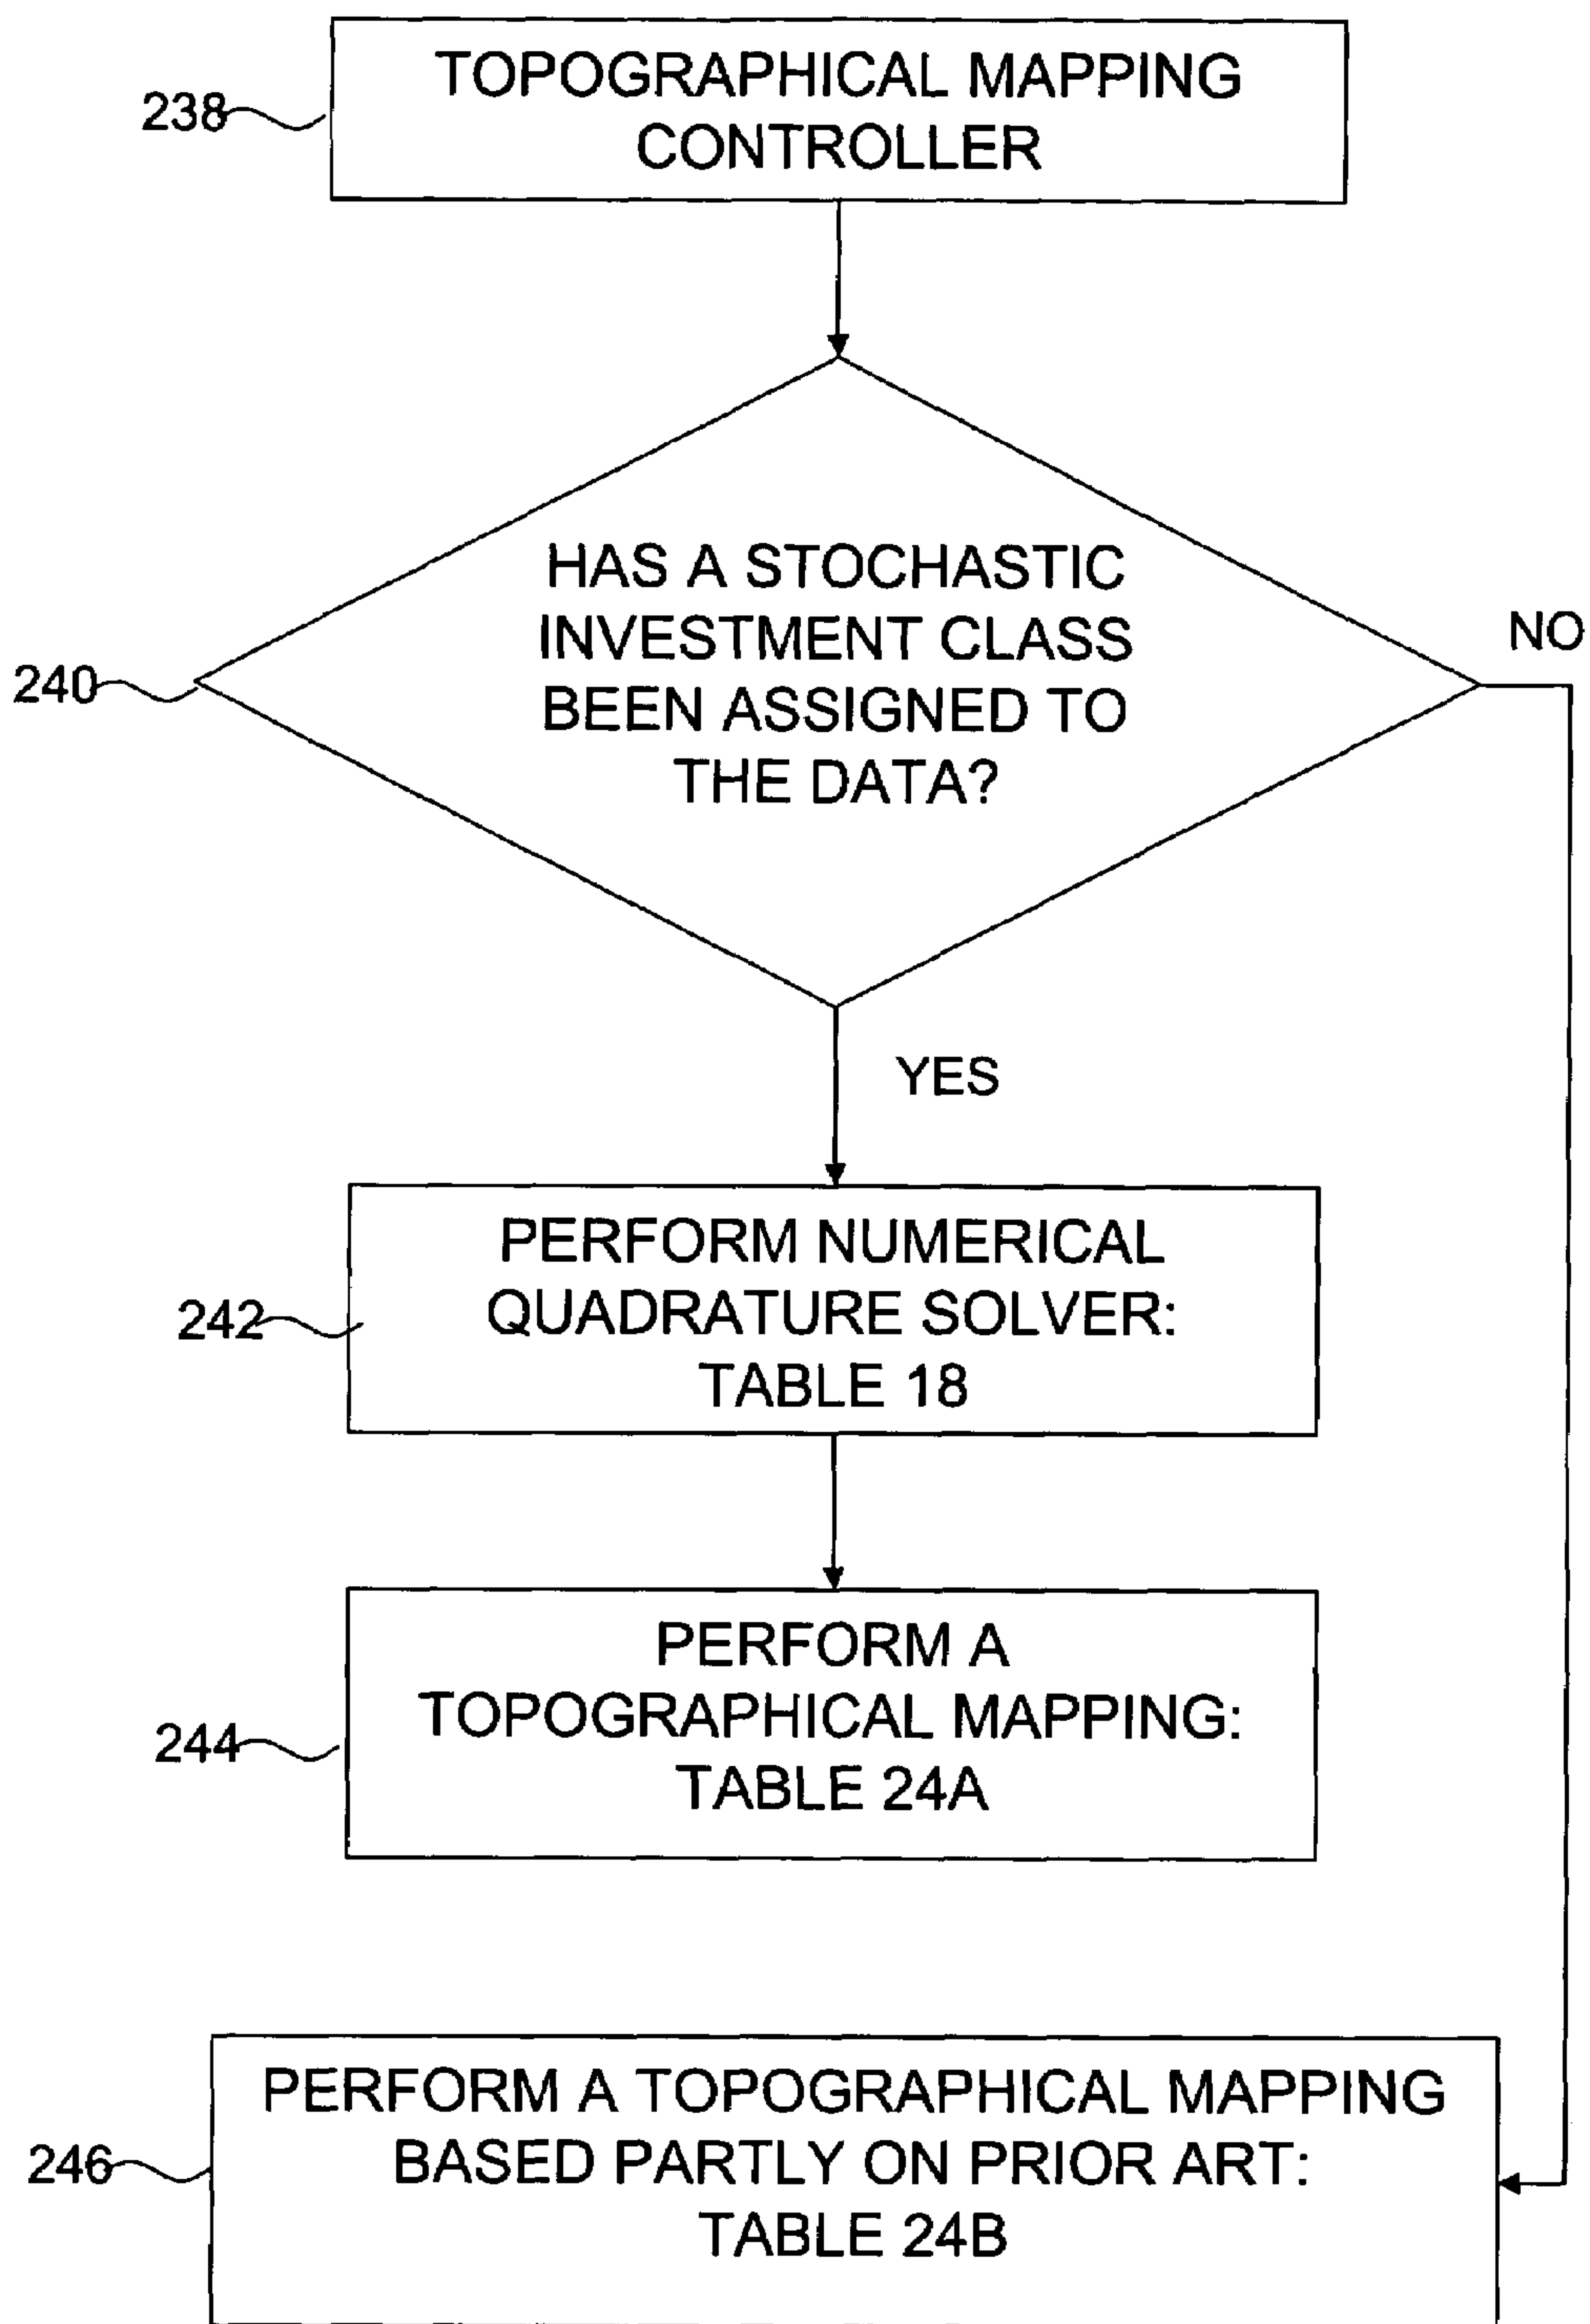 TOPOGRAPHICAL MAPPING
CONTROLLER
238
HAS A STOCHASTIC
INVESTMENT CLASS
BEEN ASSIGNED TO
THE DATA?
240
NO
YES
PERFORM NUMERICAL
QUADRATURE SOLVER:
TABLE 18
242
PERFORM A
TOPOGRAPHICAL MAPPING:
TABLE 24A
244
PERFORM A TOPOGRAPHICAL MAPPING
BASED PARTLY ON PRIOR ART:
TABLE 24B
246